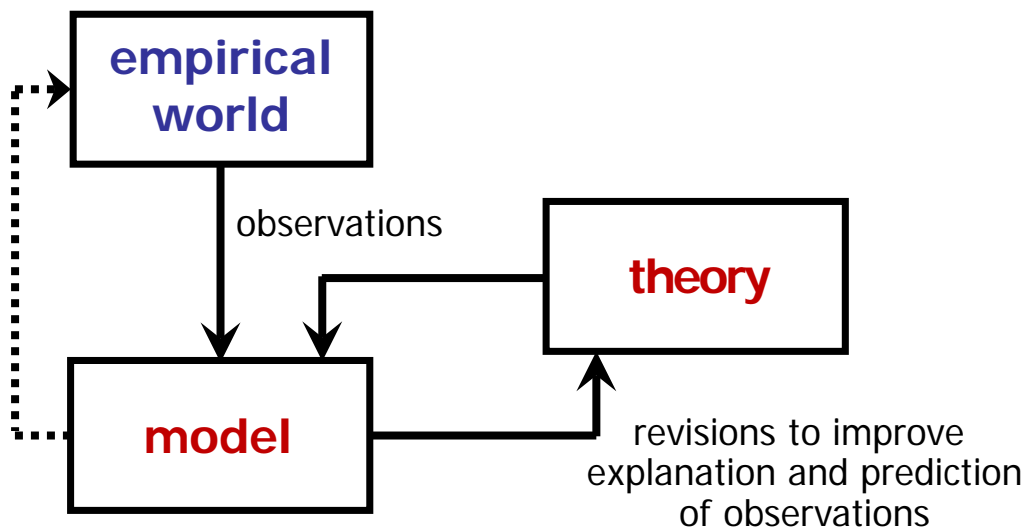 empirical
world
observations
theory
model
revisions to improve
explanation and prediction
of observations